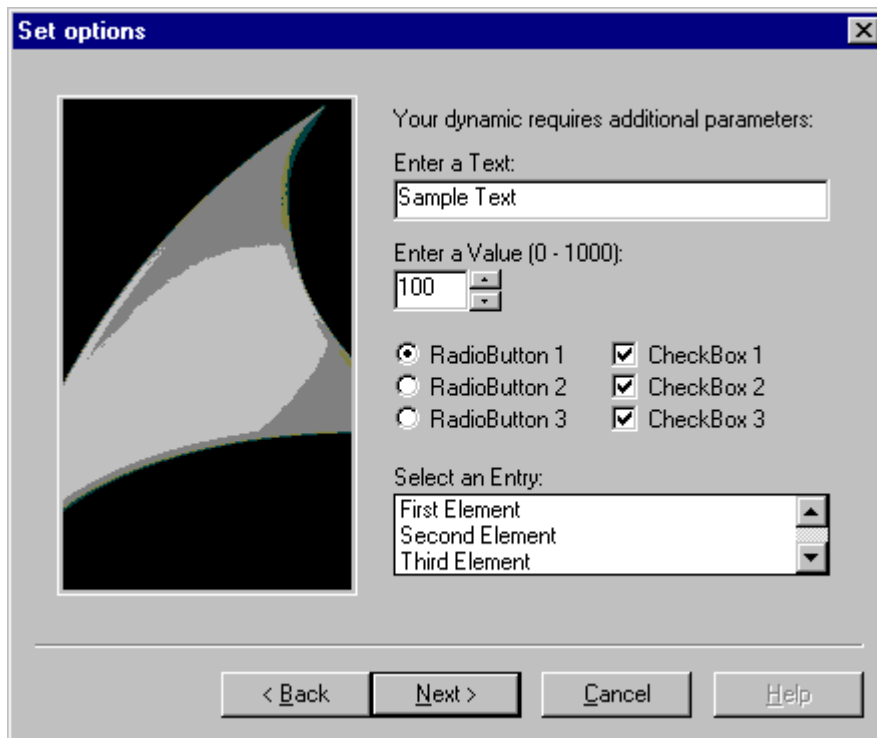 Set options
Your dynamic requires additional parameters:
Enter a Text:
Sample Text
Enter a Value (0 - 1000):
100
RadioButton 1 CheckBox 1
RadioButton 2 CheckBox 2
RadioButton 3 CheckBox 3
Select an Entry:
First Element
Second Element
Third Element
< Back Next > Cancel Help